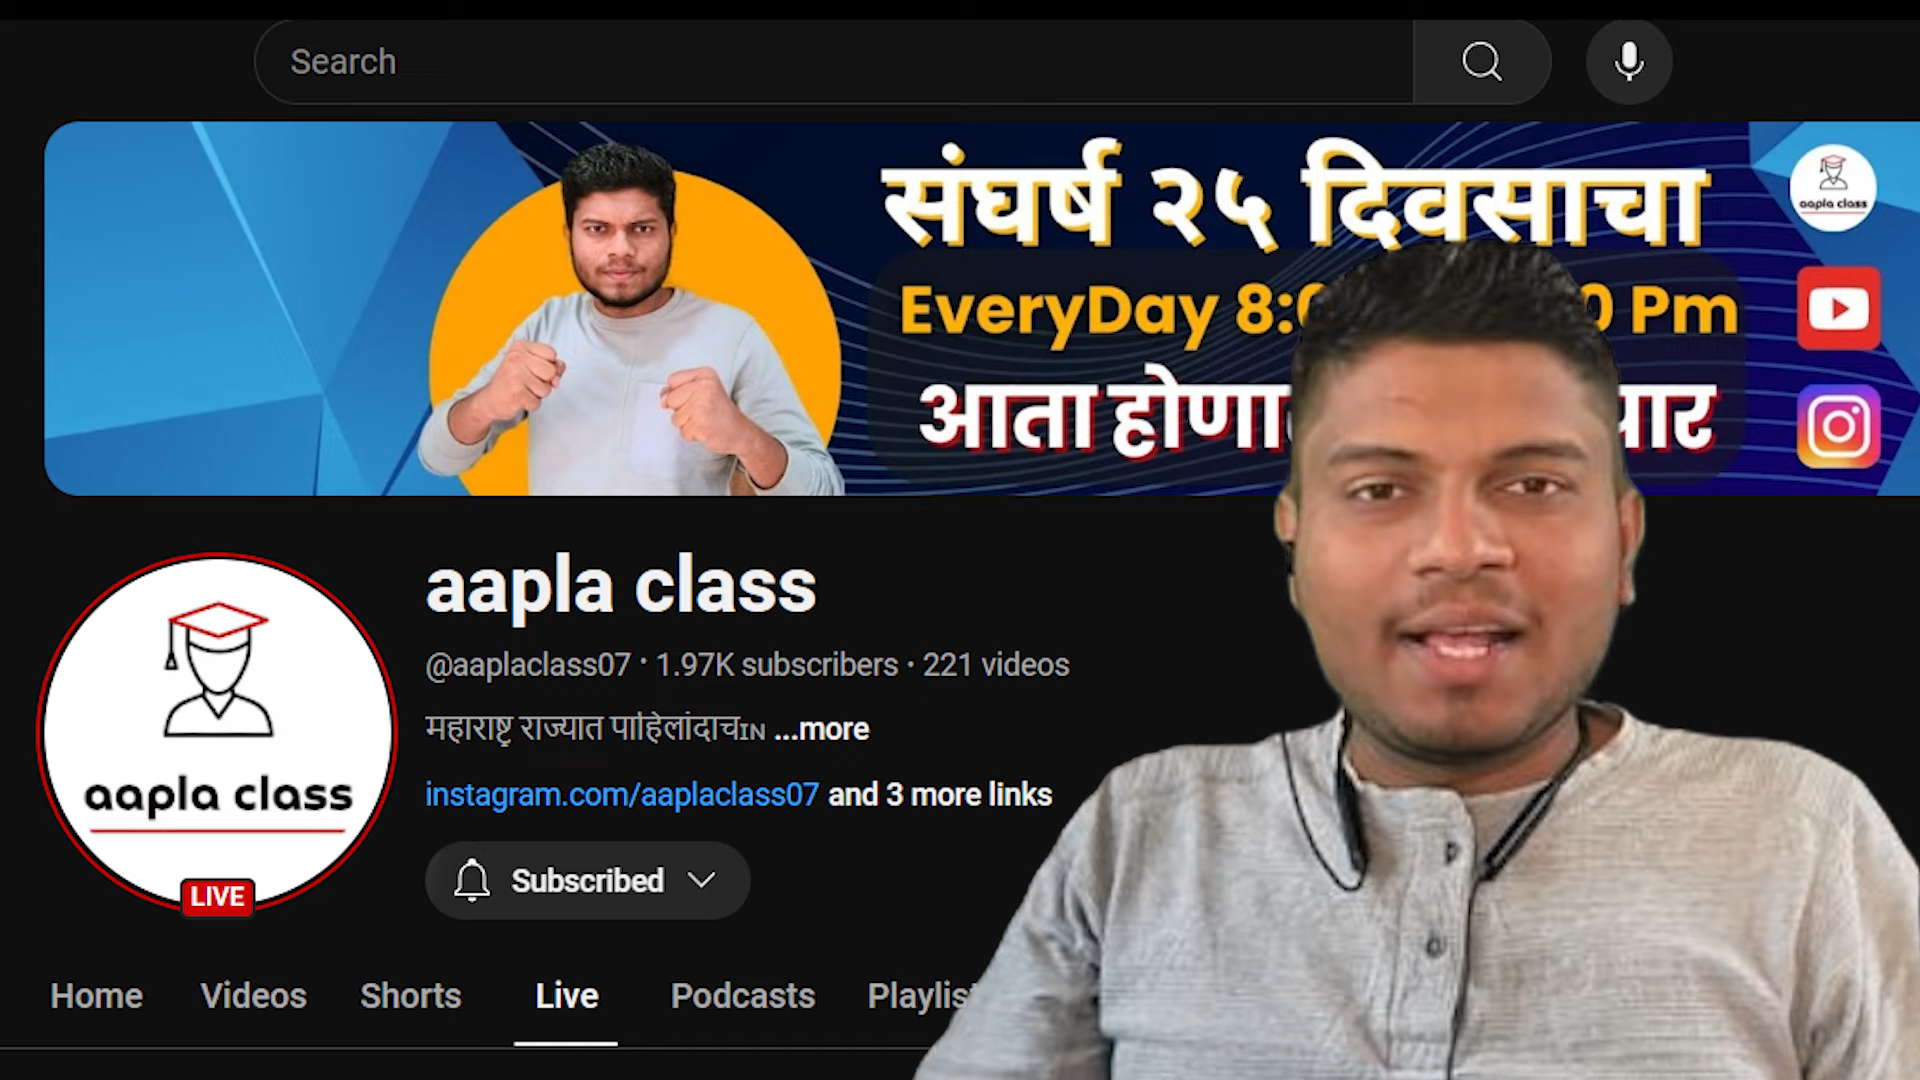 Search
संघर्ष २५ दिवसाचा
aapla class
EveryDay 8: Pm
आता
aapla class
@aaplaclass07 · 1.97K subscribers · 221 videos
महाराष्ट्र राज्यात पाहिलांदाचIN ...more
instagram.com/aaplaclass07 and 3 more links
aapla class
LIVE
Subscribed
Home Videos Shorts Live Podcasts